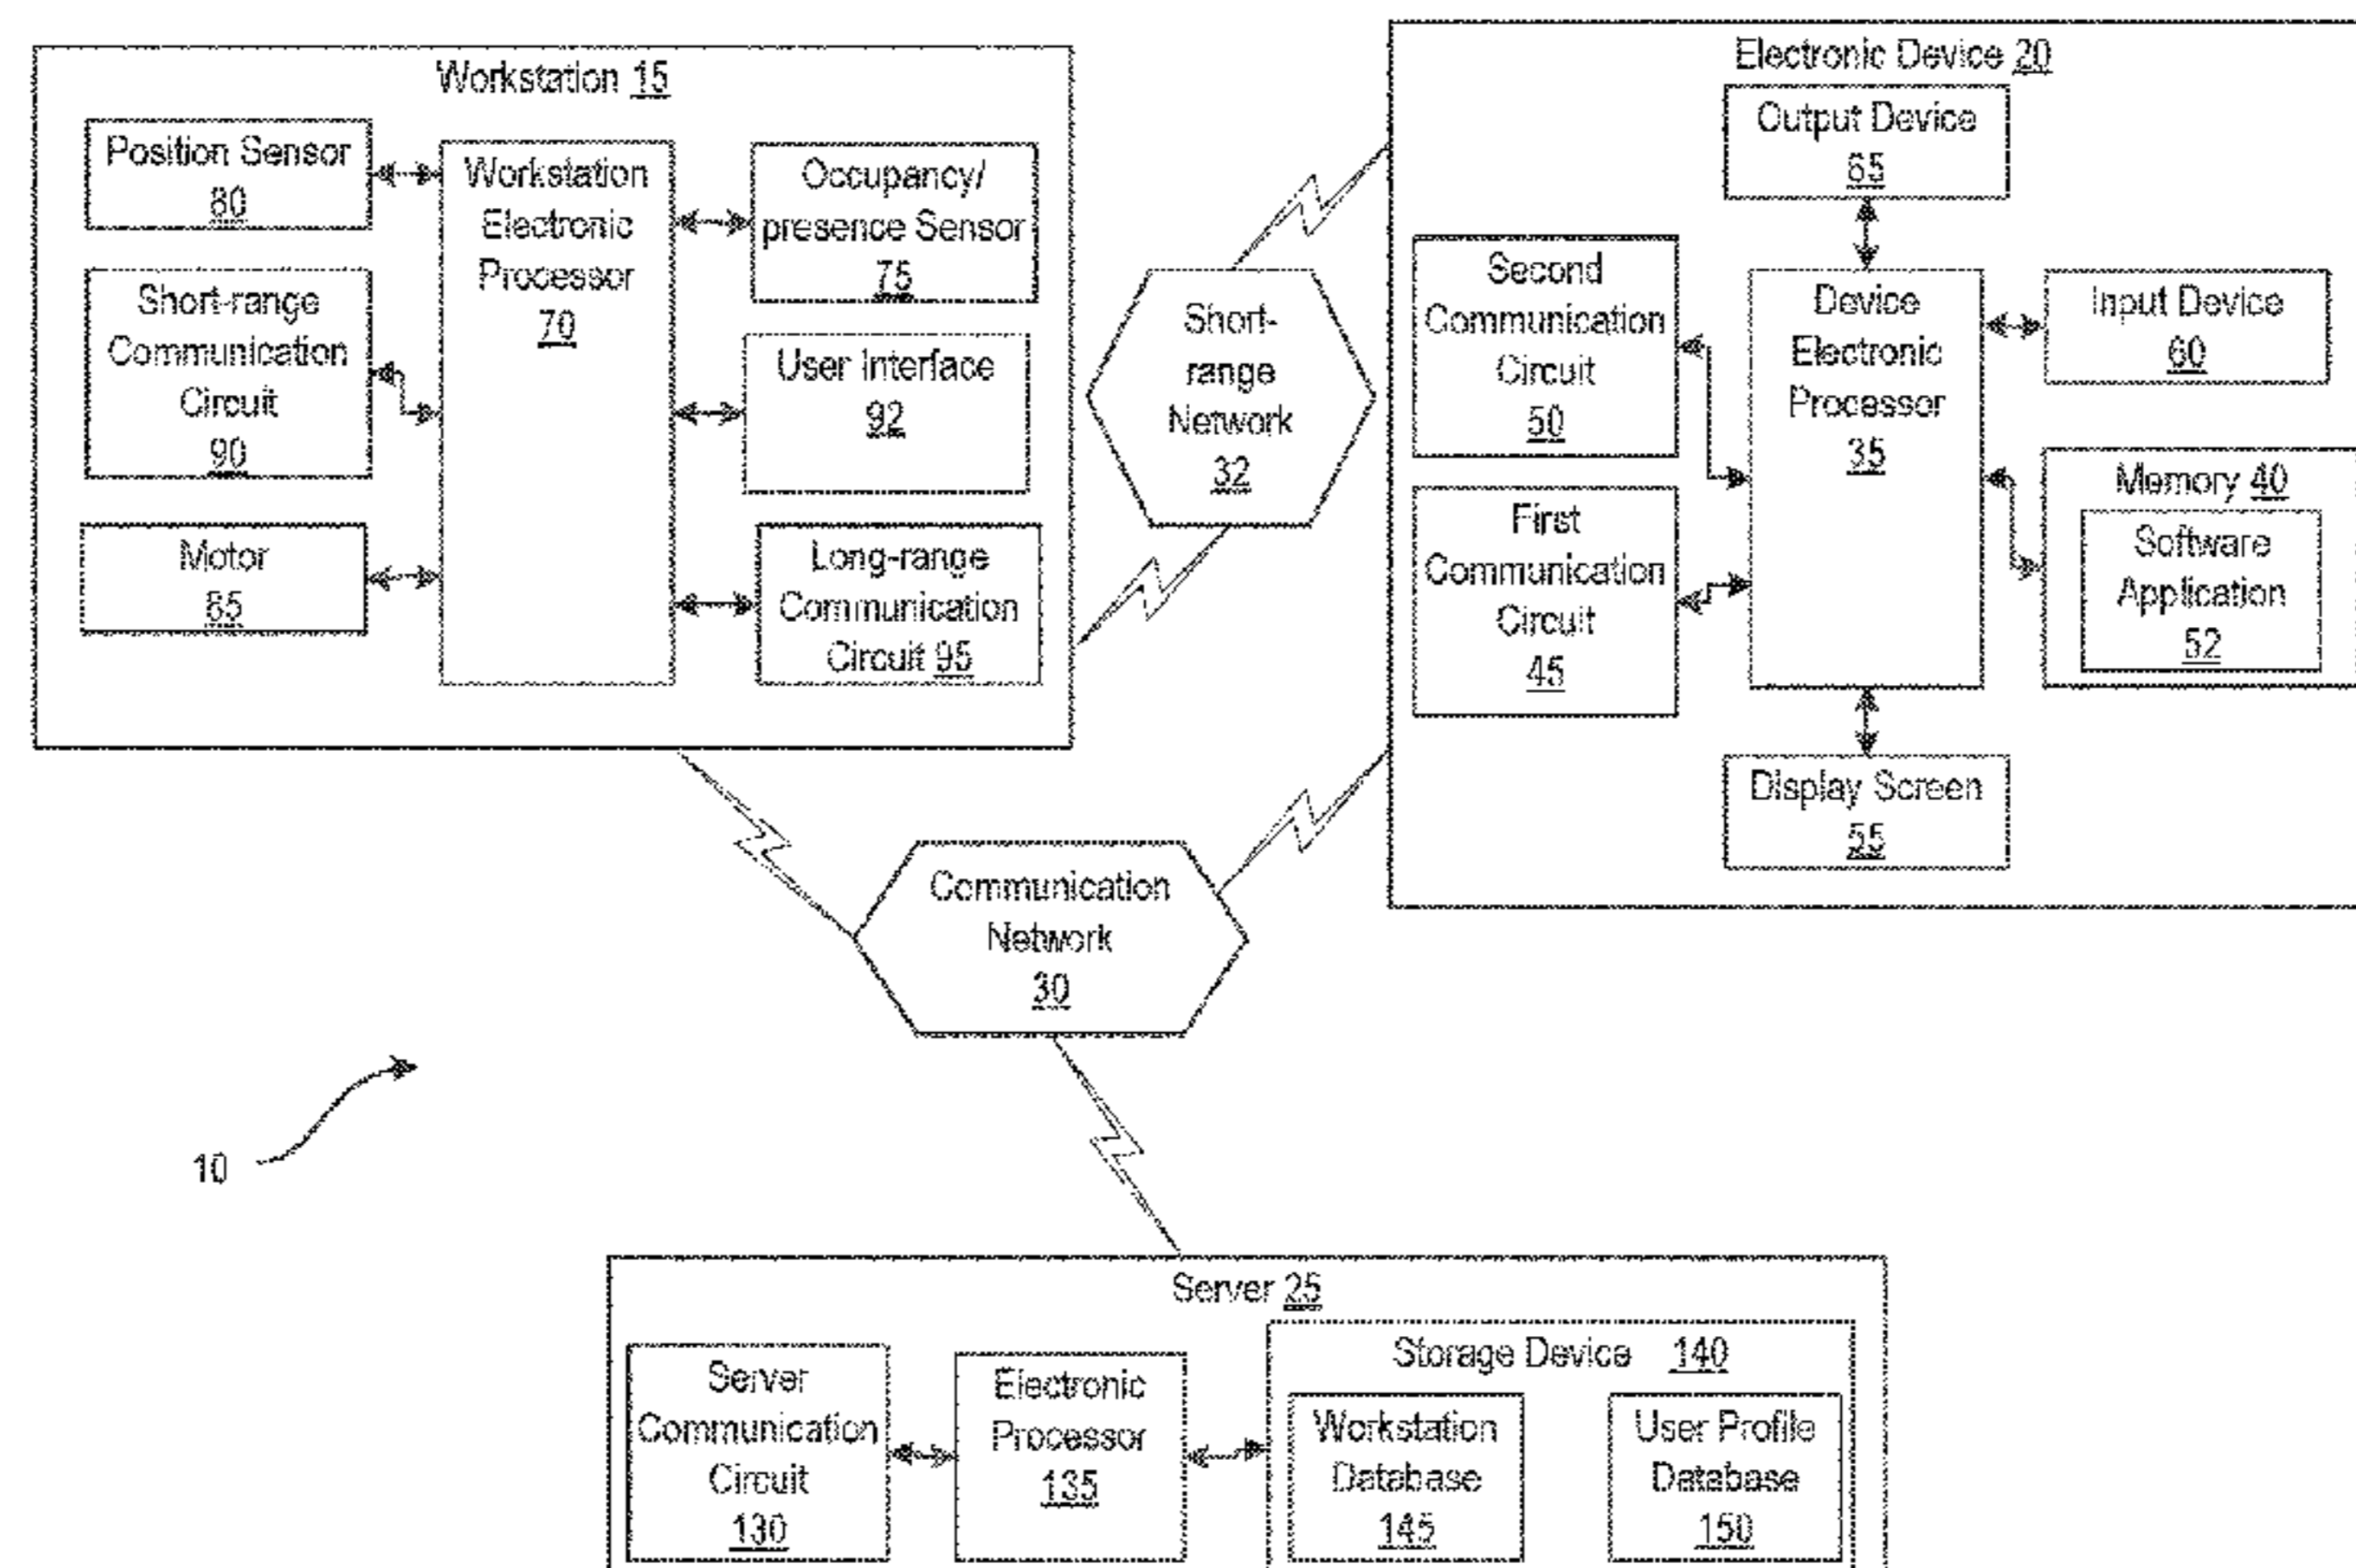 Workstation 15
Position Sensor
80
Short-range
Communication
Circuit
90
Motor
85
Workstation
Electronic
Processor
70
Occupancy/
presence Sensor
75
User Interface
92
Long-range
Communication
Circuit 95
Short-
range
Network
32
Electronic Device 20
Output Device
65
Second
Communication
Circuit
50
First
Communication
Circuit
45
Device
Electronic
Processor
35
Input Device
60
Memory 40
Software
Application
52
Display Screen
55
Communication
Network
30
10
Server 25
Server
Communication
Circuit
130
Electronic
Processor
135
Storage Device 140
Workstation
Database
145
User Profile
Database
150